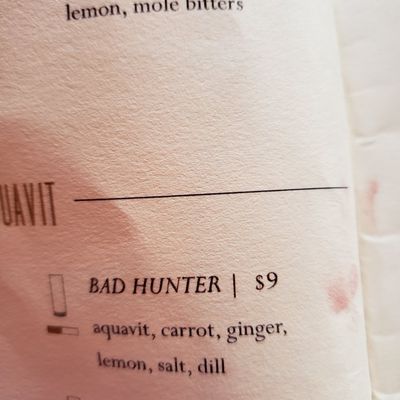 lemon, mole bitters
UAVIT
BAD HUNTER | $9
aquavit, carrot, ginger,
lemon, salt, dill